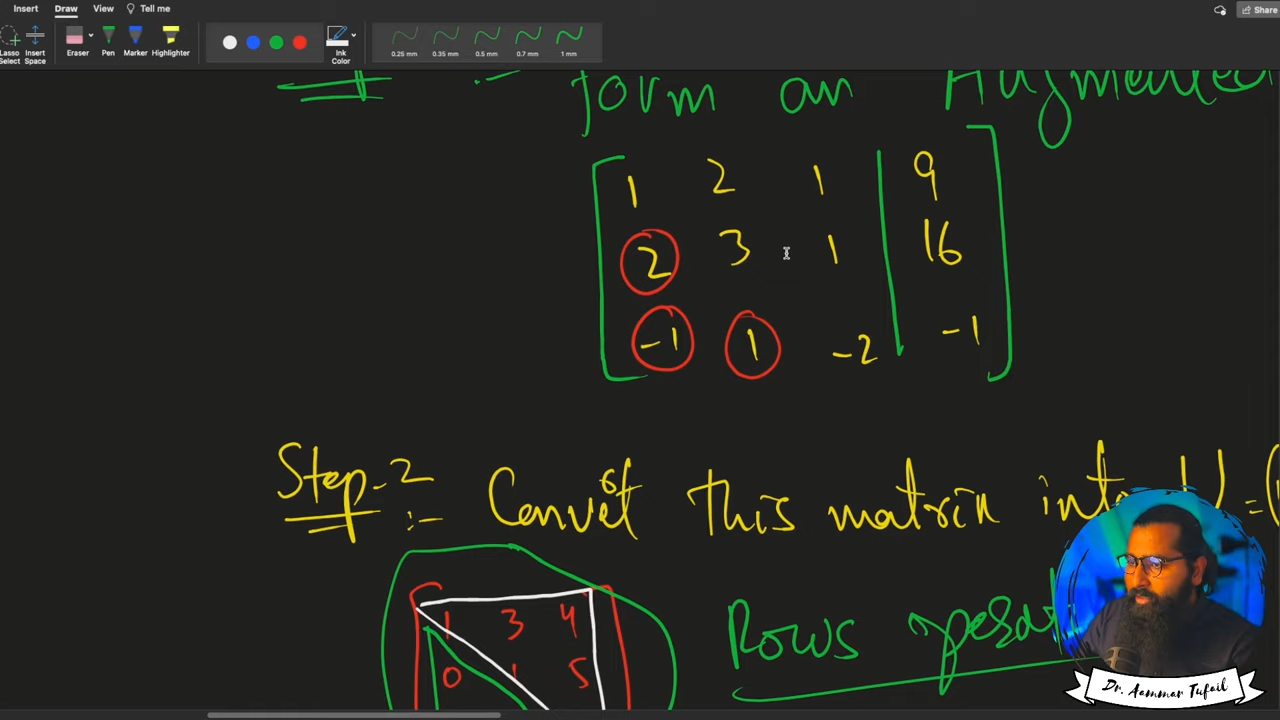 Insert Draw View Tell me
Share
Lasso Select Insert Space Eraser Pen Marker Highlighter Ink Color 0.25 mm 0.35 mm 0.5 mm 0.7 mm 1 mm
form an Augmented
1 2 1 9
2 3 1 16
-1 1 -2 -1
Step-2 :- Convert this matrix into
Rows
1 3 4
0 1 5
Dr. Aammar Tufail